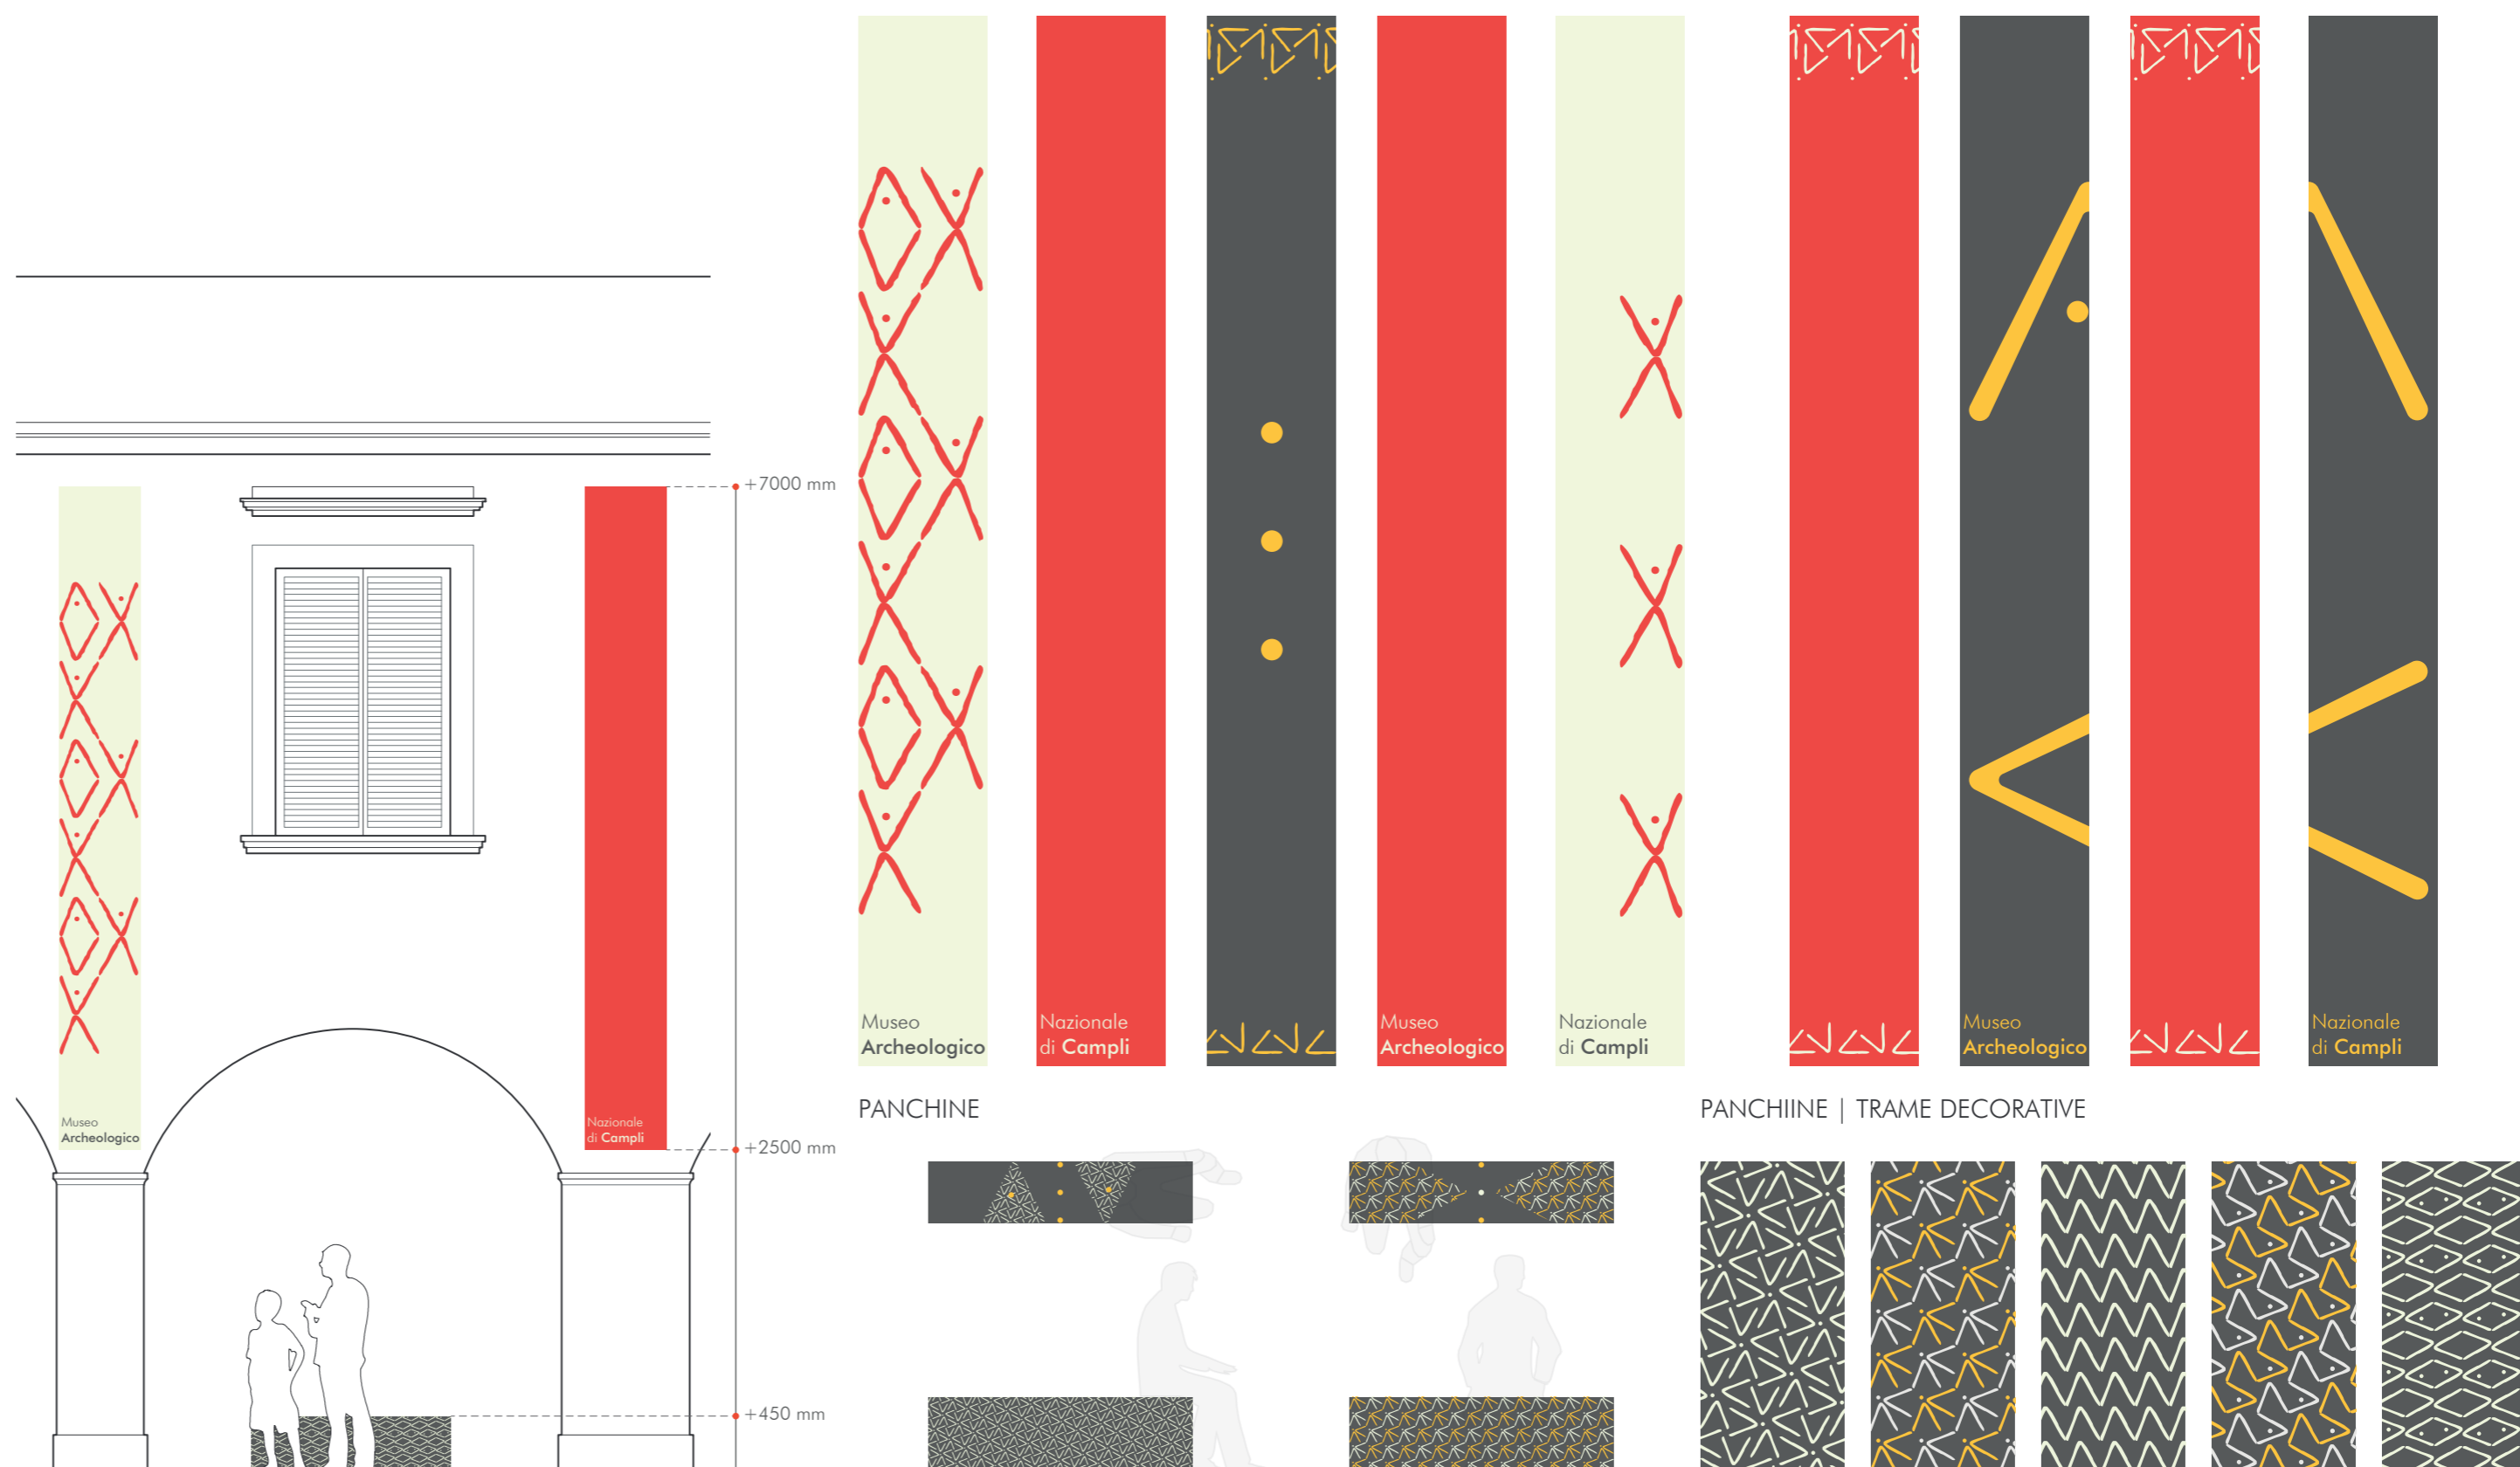 +7000 mm
Museo
Archeologico
Nazionale
di Campli
+2500 mm
+450 mm
Museo
Archeologico
Nazionale
di Campli
Museo
Archeologico
Nazionale
di Campli
Museo
Archeologico
Nazionale
di Campli
PANCHINE
PANCHIINE | TRAME DECORATIVE